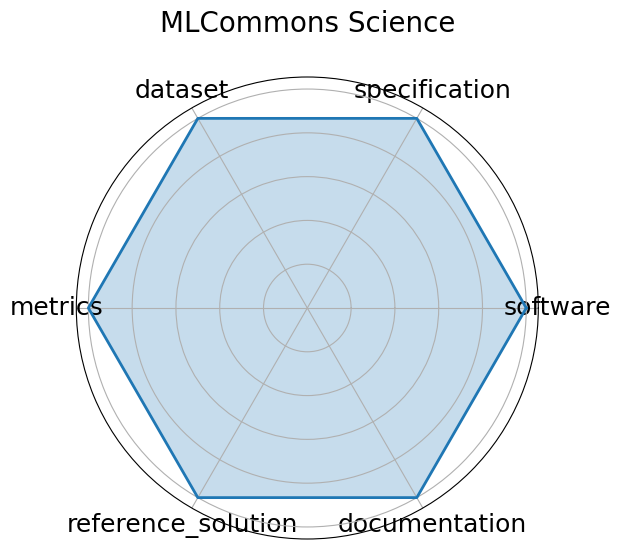 MLCommons Science
dataset
specification
metrics
software
reference_solution
documentation